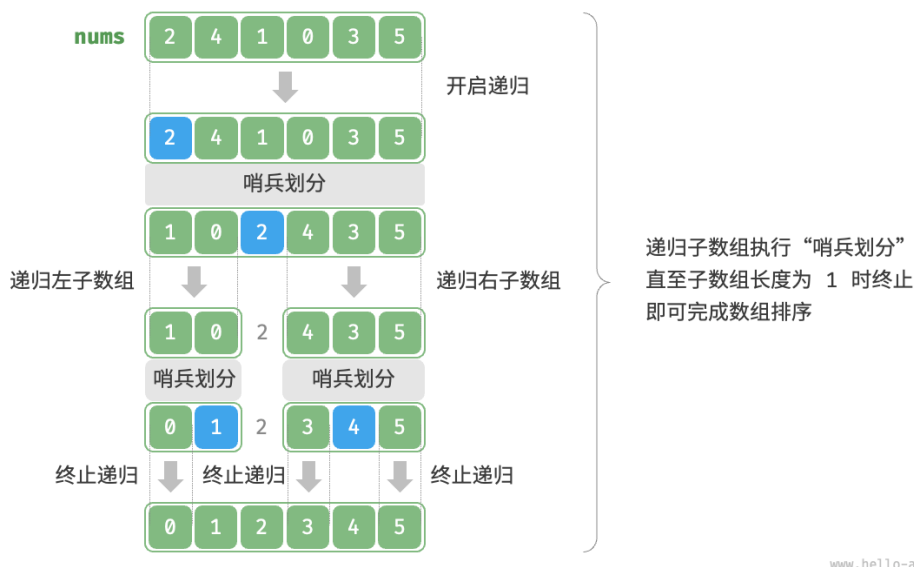 nums 2 4 1 0 3 5
开启递归
2 4 1 0 3 5
哨兵划分
1 0 2 4 3 5
递归左子数组 递归右子数组
1 0 2 4 3 5
哨兵划分 哨兵划分
0 1 2 3 4 5
终止递归 终止递归 终止递归
0 1 2 3 4 5
递归子数组执行“哨兵划分”
直至子数组长度为 1 时终止
即可完成数组排序
www.hello-a